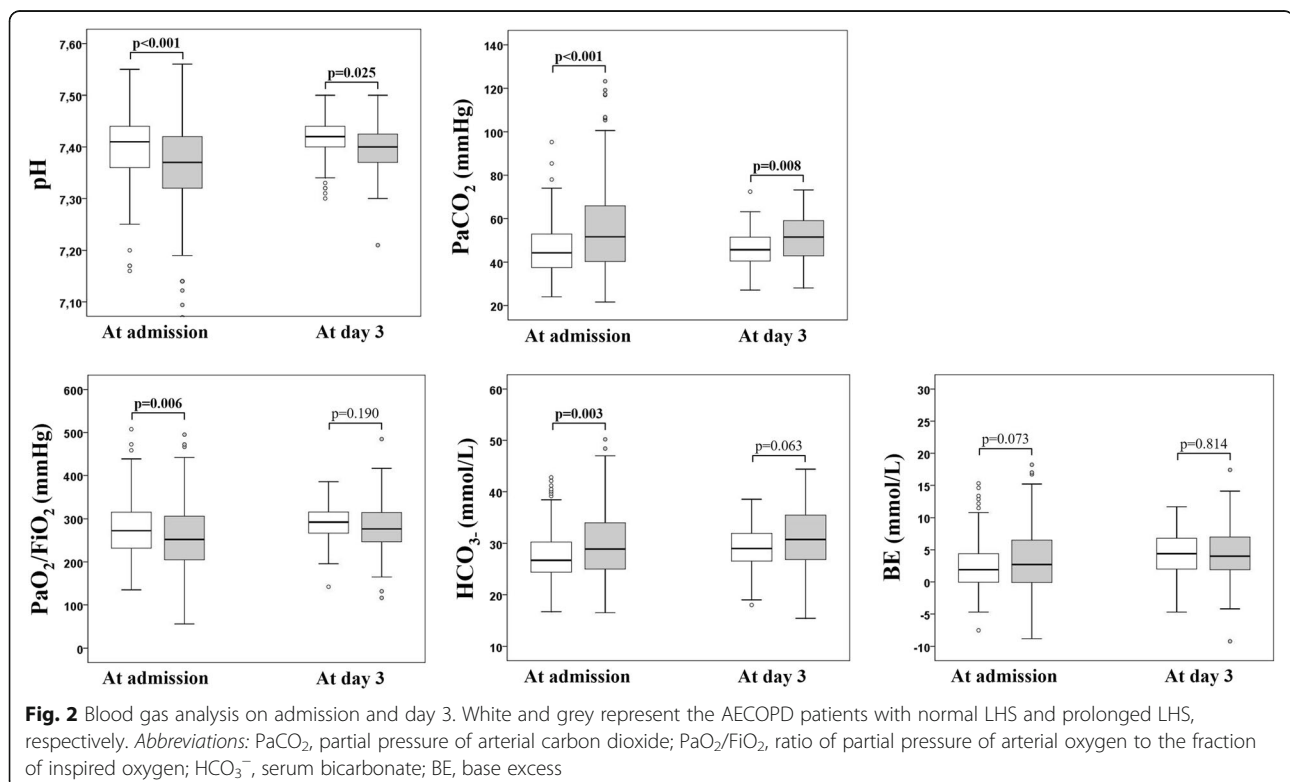 7,60
7,50
7,40
7,30
7,20
7,10
pH
p<0.001
p=0.025
At admission
At day 3
140
120
100
80
60
40
20
PaCO₂ (mmHg)
p<0.001
p=0.008
At admission
At day 3
600
500
400
300
200
100
0
PaO₂/FiO₂ (mmHg)
p=0.006
p=0.190
At admission
At day 3
60
50
40
30
20
10
HCO₃₋ (mmol/L)
p=0.003
p=0.063
At admission
At day 3
30
25
20
15
10
5
0
-5
-10
BE (mmol/L)
p=0.073
p=0.814
At admission
At day 3
Fig. 2 Blood gas analysis on admission and day 3. White and grey represent the AECOPD patients with normal LHS and prolonged LHS,
respectively. Abbreviations: PaCO₂, partial pressure of arterial carbon dioxide; PaO₂/FiO₂, ratio of partial pressure of arterial oxygen to the fraction
of inspired oxygen; HCO₃⁻, serum bicarbonate; BE, base excess